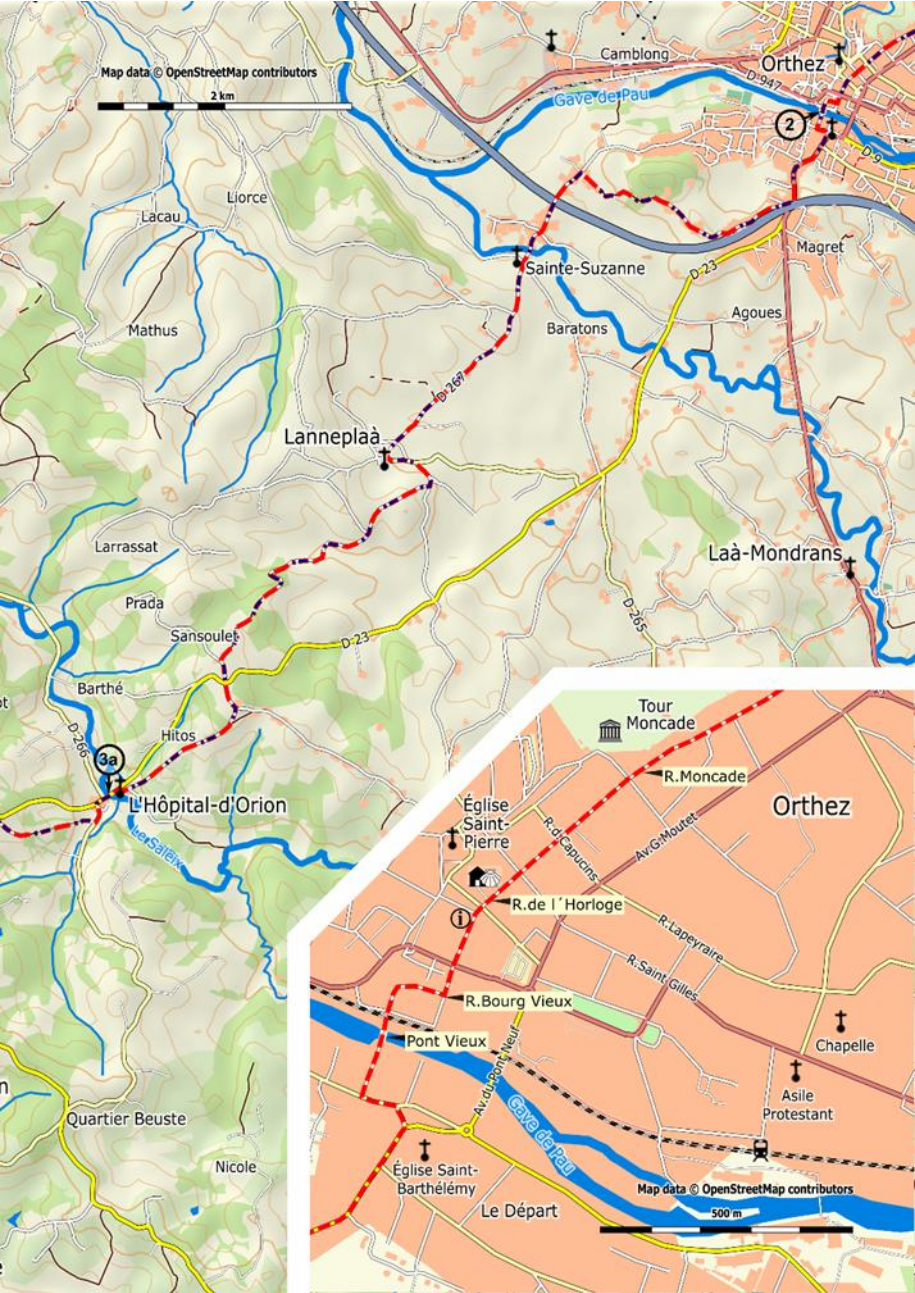 Map data © OpenStreetMap contributors
2 km
Camblong
Orthez
D 947
Gave de Pau
2
D 9
Liorce
Lacau
Magret
Sainte-Suzanne
D 23
Agoues
Mathus
Baratons
D 267
Lanneplaà
Larrassat
Laà-Mondrans
Prada
D 265
Sansoulet
D 23
Barthé
D 266
Hitos
3a
L'Hôpital-d'Orion
Le Saleix
Quartier Beuste
Nicole
Tour
Moncade
R.Moncade
Orthez
Église
Saint-
Pierre
R.d.Capucins
Av.G.Moutet
R.de l´Horloge
i
R.Lapeyraire
R.Saint Gilles
R.Bourg Vieux
Pont Vieux
Av.du Pont Neuf
Chapelle
Asile
Protestant
Gave de Pau
Église Saint-
Barthélémy
Le Départ
Map data © OpenStreetMap contributors
500 m